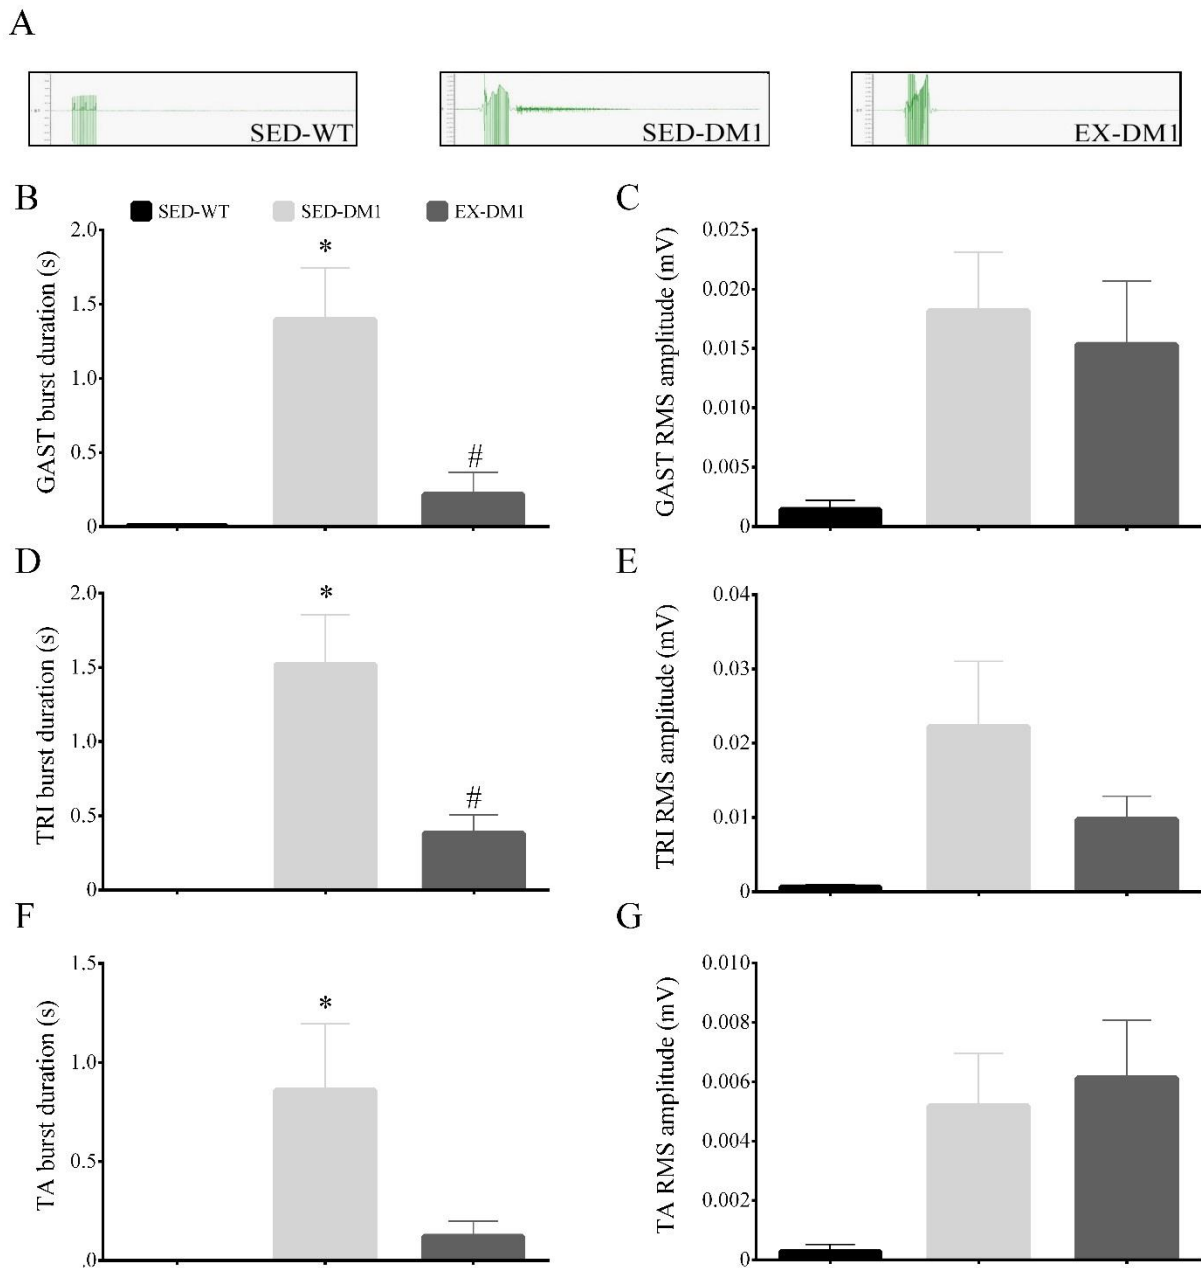 A
SED-WT
SED-DM1
EX-DM1
B
SED-WT
SED-DM1
EX-DM1
GAST burst duration (s)
2.0
1.5
1.0
0.5
0
*
#
C
GAST RMS amplitude (mV)
0.025
0.020
0.015
0.010
0.005
0
D
TRI burst duration (s)
2.0
1.5
1.0
0.5
0
*
#
E
TRI RMS amplitude (mV)
0.04
0.03
0.02
0.01
0
F
TA burst duration (s)
1.5
1.0
0.5
.0
*
G
TA RMS amplitude (mV)
0.010
0.008
0.006
0.004
0.002
0